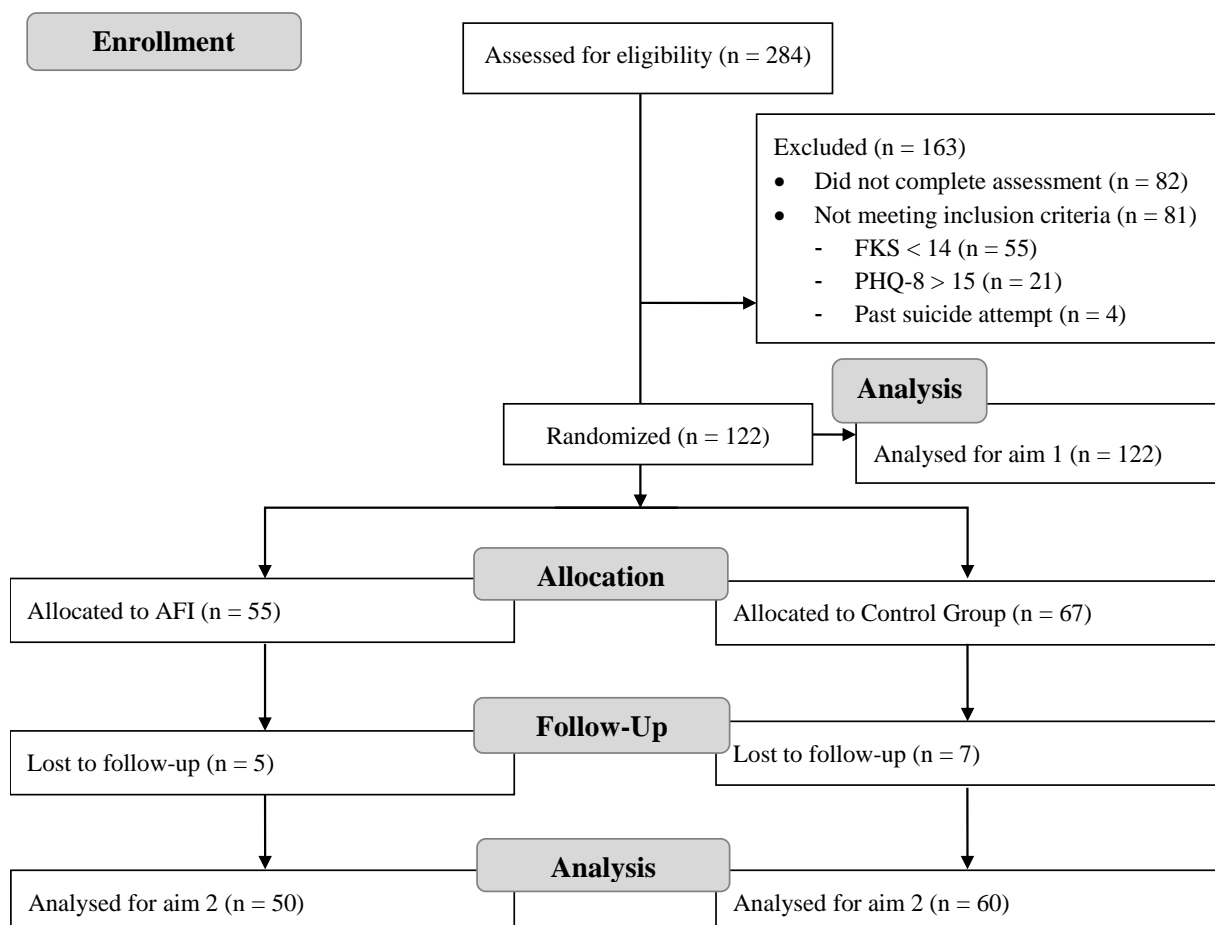 Enrollment
Assessed for eligibility (n = 284)
Excluded (n = 163)
• Did not complete assessment (n = 82)
• Not meeting inclusion criteria (n = 81)
- FKS < 14 (n = 55)
- PHQ-8 > 15 (n = 21)
- Past suicide attempt (n = 4)
Analysis
Randomized (n = 122)
Analysed for aim 1 (n = 122)
Allocation
Allocated to AFI (n = 55)
Allocated to Control Group (n = 67)
Follow-Up
Lost to follow-up (n = 5)
Lost to follow-up (n = 7)
Analysis
Analysed for aim 2 (n = 50)
Analysed for aim 2 (n = 60)